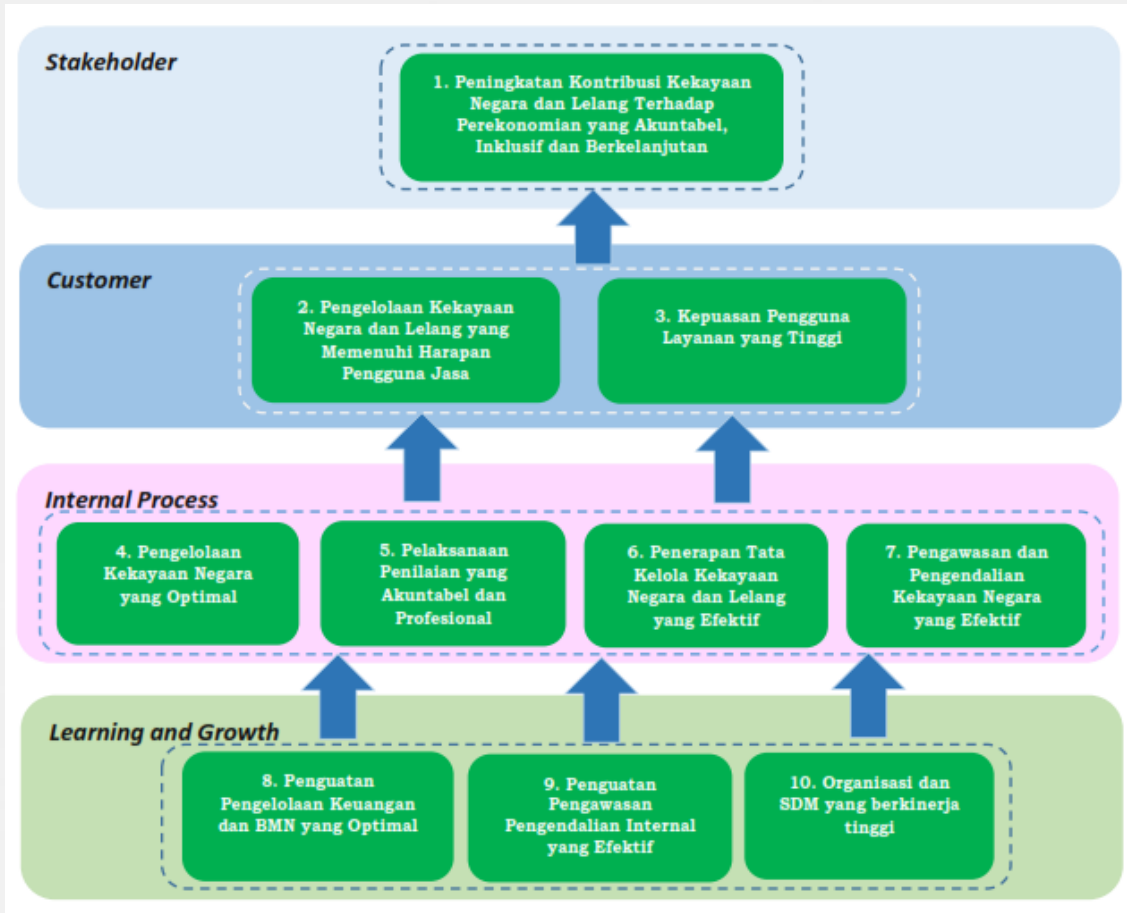 Stakeholder
1. Peningkatan Kontribusi Kekayaan
Negara dan Lelang Terhadap
Perekonomian yang Akuntabel,
Inklusif dan Berkelanjutan
Customer
2. Pengelolaan Kekayaan
Negara dan Lelang yang
Memenuhi Harapan
Pengguna Jasa
3. Kepuasan Pengguna
Layanan yang Tinggi
Internal Process
4. Pengelolaan
Kekayaan Negara
yang Optimal
5. Pelaksanaan
Penilaian yang
Akuntabel dan
Profesional
6. Penerapan Tata
Kelola Kekayaan
Negara dan Lelang
yang Efektif
7. Pengawasan dan
Pengendalian
Kekayaan Negara
yang Efektif
Learning and Growth
8. Penguatan
Pengelolaan Keuangan
dan BMN yang Optimal
9. Penguatan
Pengawasan
Pengendalian Internal
yang Efektif
10. Organisasi dan
SDM yang berkinerja
tinggi